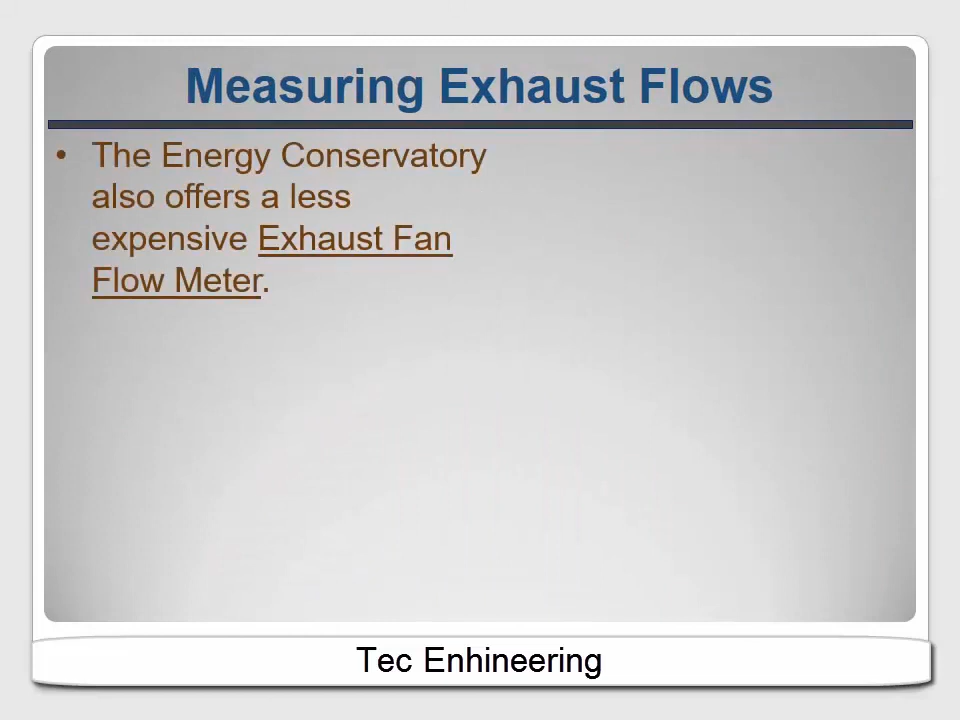 Measuring Exhaust Flows
• The Energy Conservatory
also offers a less
expensive Exhaust Fan
Flow Meter.
Tec Enhineering